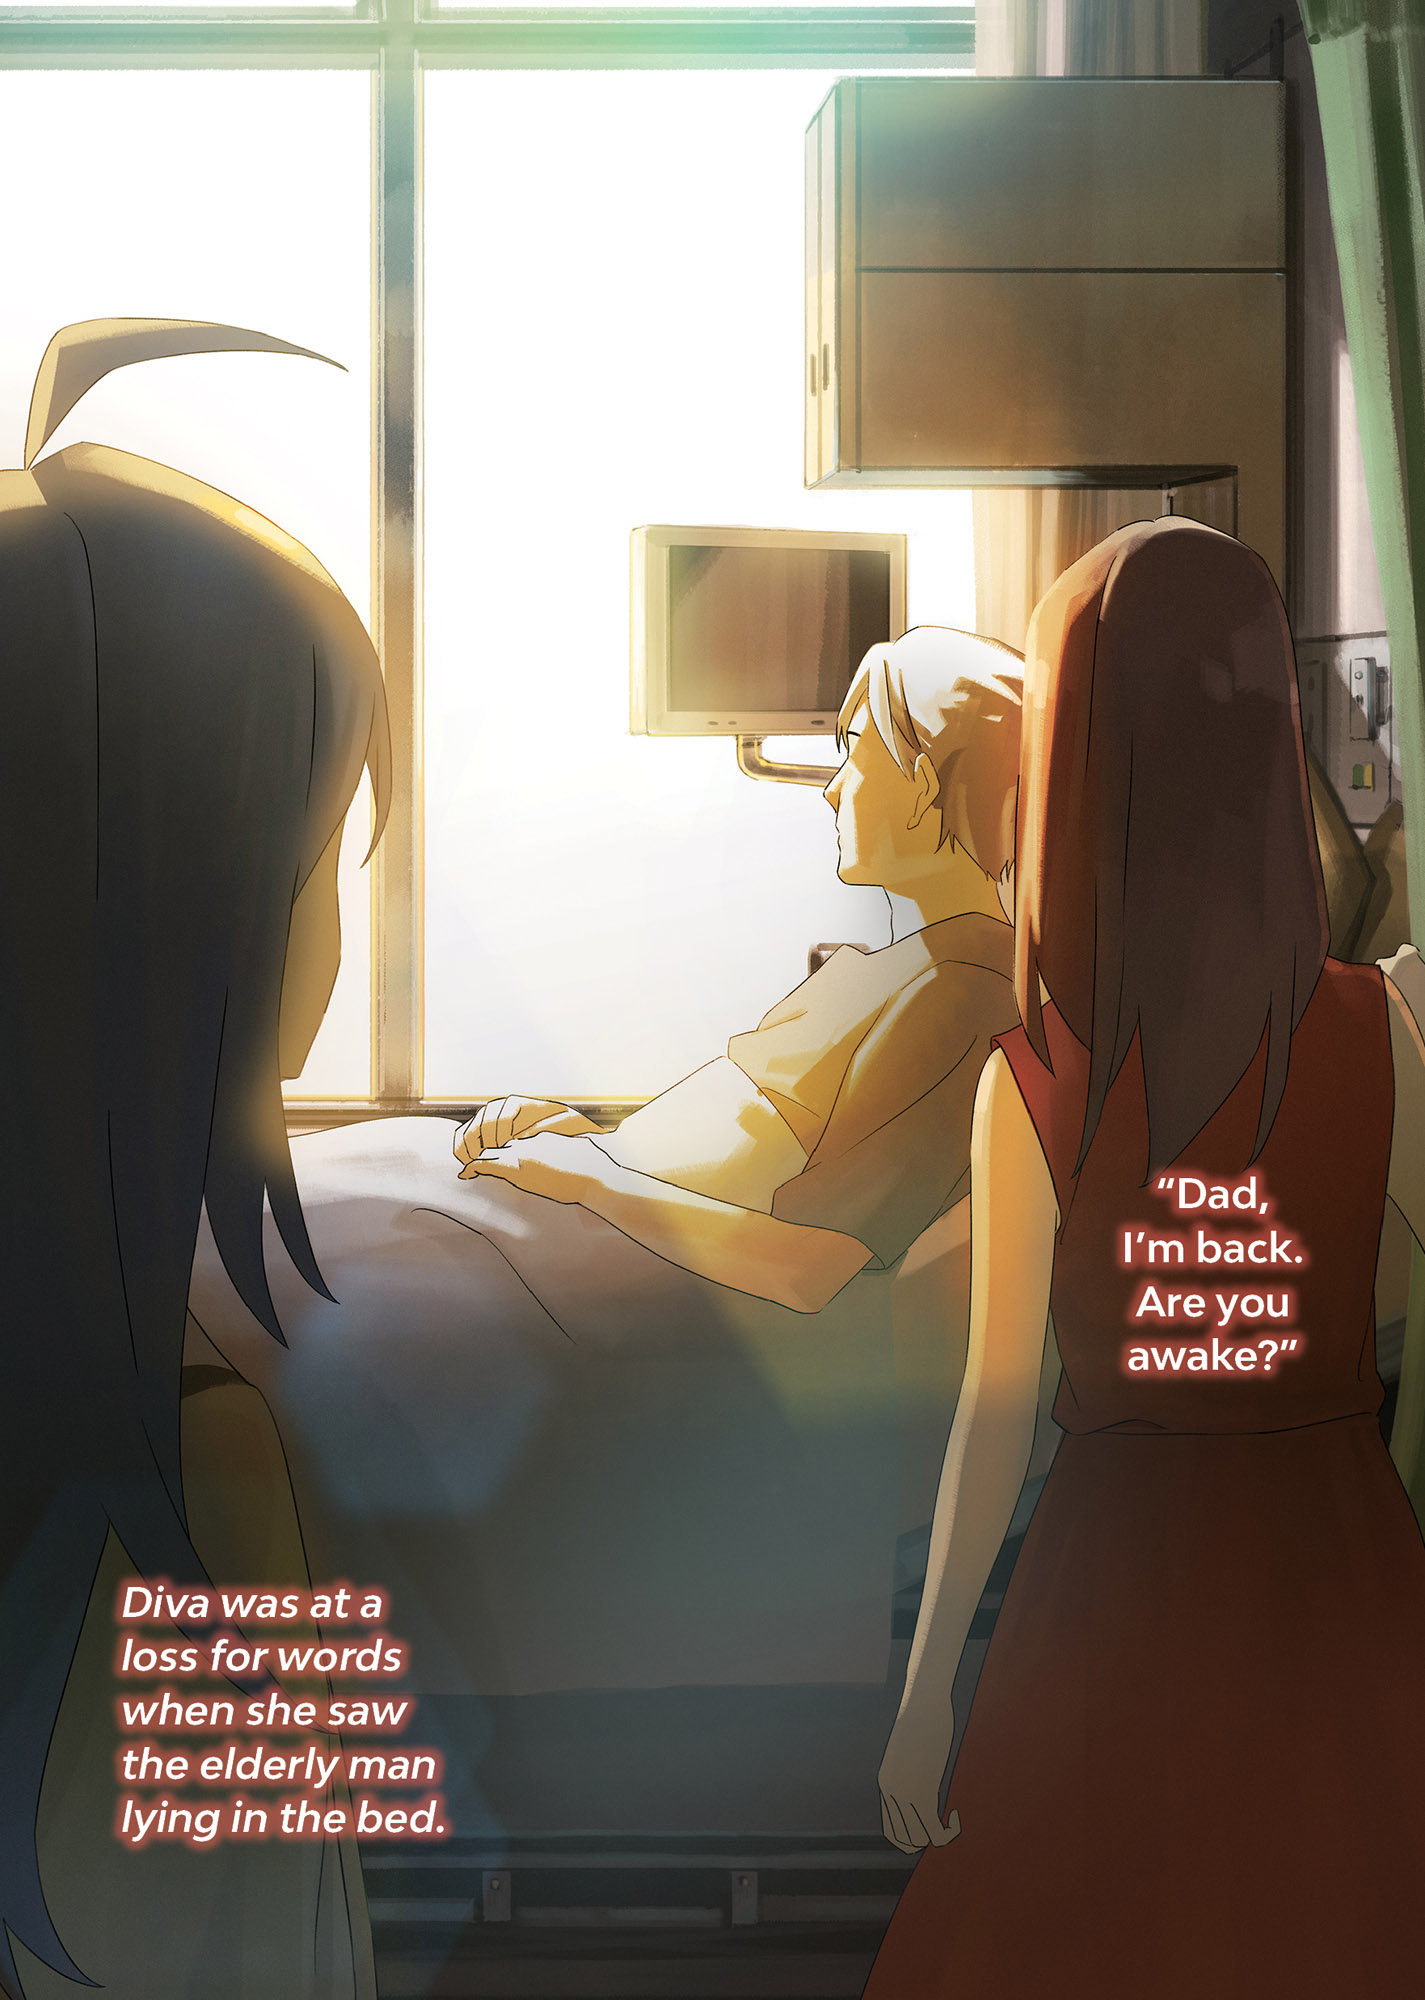 “Dad,
I’m back.
Are you
awake?”
Diva was at a
loss for words
when she saw
the elderly man
lying in the bed.